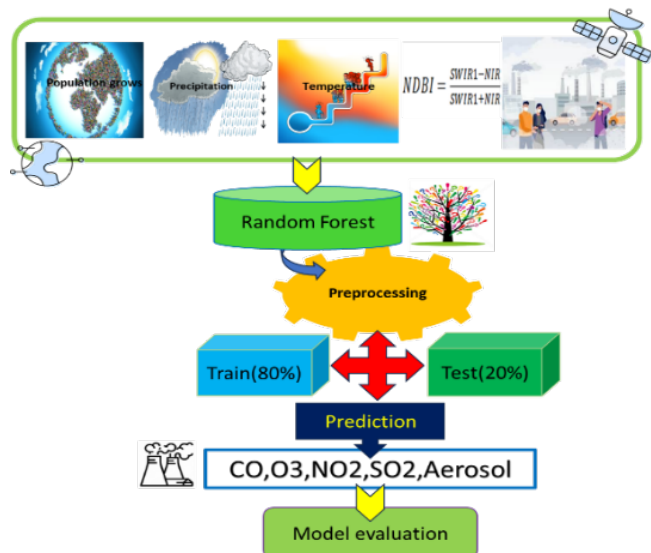 Population grows
Precipitation
Temperature
NDBI = SWIR1−NIR / SWIR1+NIR
Random Forest
Preprocessing
Train(80%)
Test(20%)
Prediction
CO,O3,NO2,SO2,Aerosol
Model evaluation